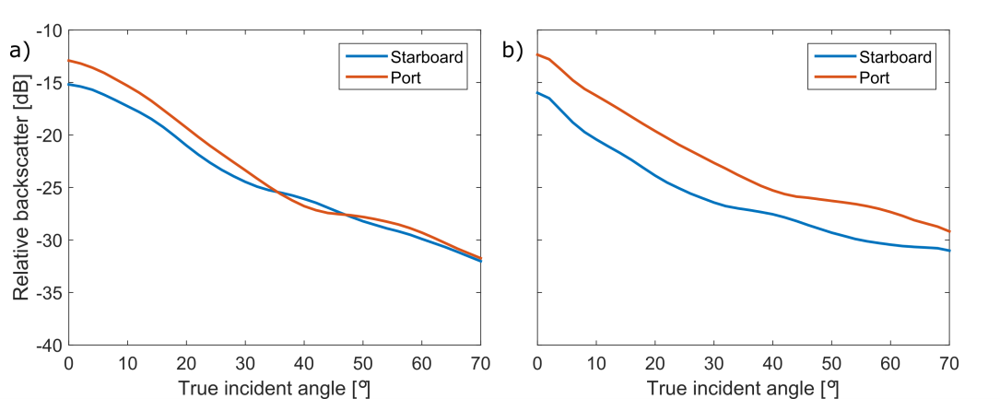 a)
Relative backscatter [dB]
-10
-15
-20
-25
-30
-35
-40
0 10 20 30 40 50 60 70
True incident angle [º]
Starboard
Port
b)
0 10 20 30 40 50 60 70
True incident angle [º]
Starboard
Port